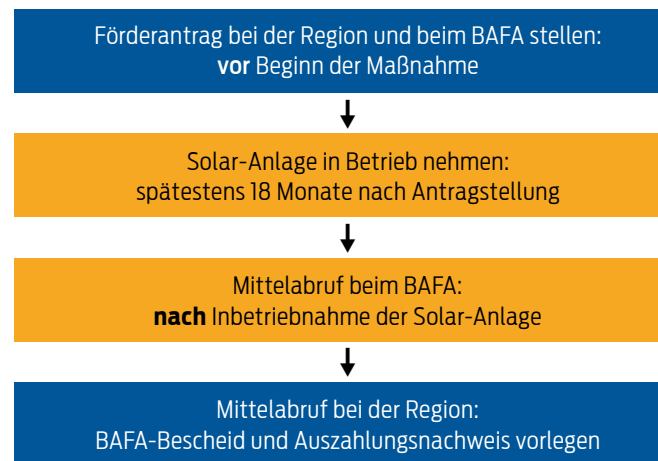 Förderantrag bei der Region und beim BAFA stellen:
vor Beginn der Maßnahme
Solar-Anlage in Betrieb nehmen:
spätestens 18 Monate nach Antragstellung
Mittelabruf beim BAFA:
nach Inbetriebnahme der Solar-Anlage
Mittelabruf bei der Region:
BAFA-Bescheid und Auszahlungsnachweis vorlegen